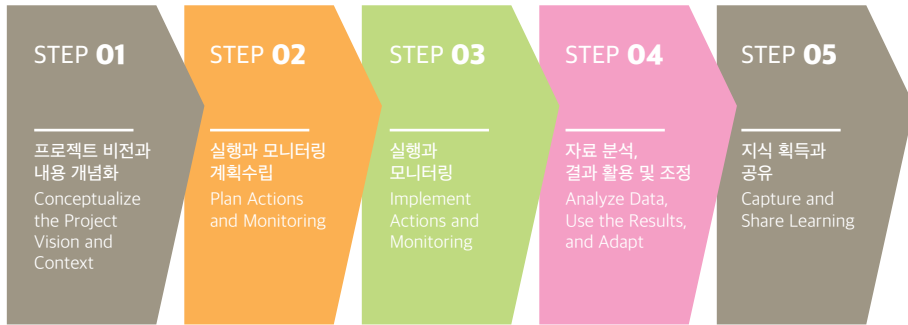 STEP 01
프로젝트 비전과
내용 개념화
Conceptualize
the Project
Vision and
Context
STEP 02
실행과 모니터링
계획수립
Plan Actions
and Monitoring
STEP 03
실행과
모니터링
Implement
Actions and
Monitoring
STEP 04
자료 분석,
결과 활용 및 조정
Analyze Data,
Use the Results,
and Adapt
STEP 05
지식 획득과
공유
Capture and
Share Learning